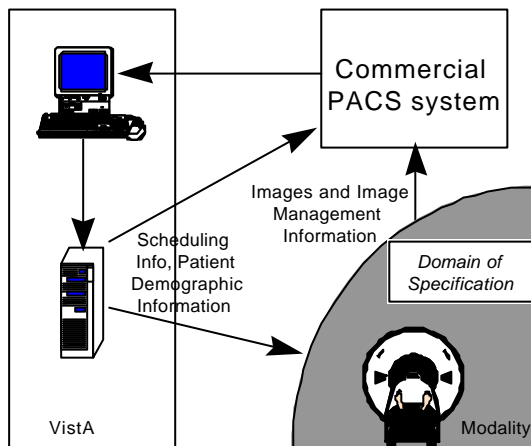 Commercial
PACS system
Images and Image
Management
Information
Scheduling
Info, Patient
Demographic
Information
Domain of
Specification
VistA
Modality